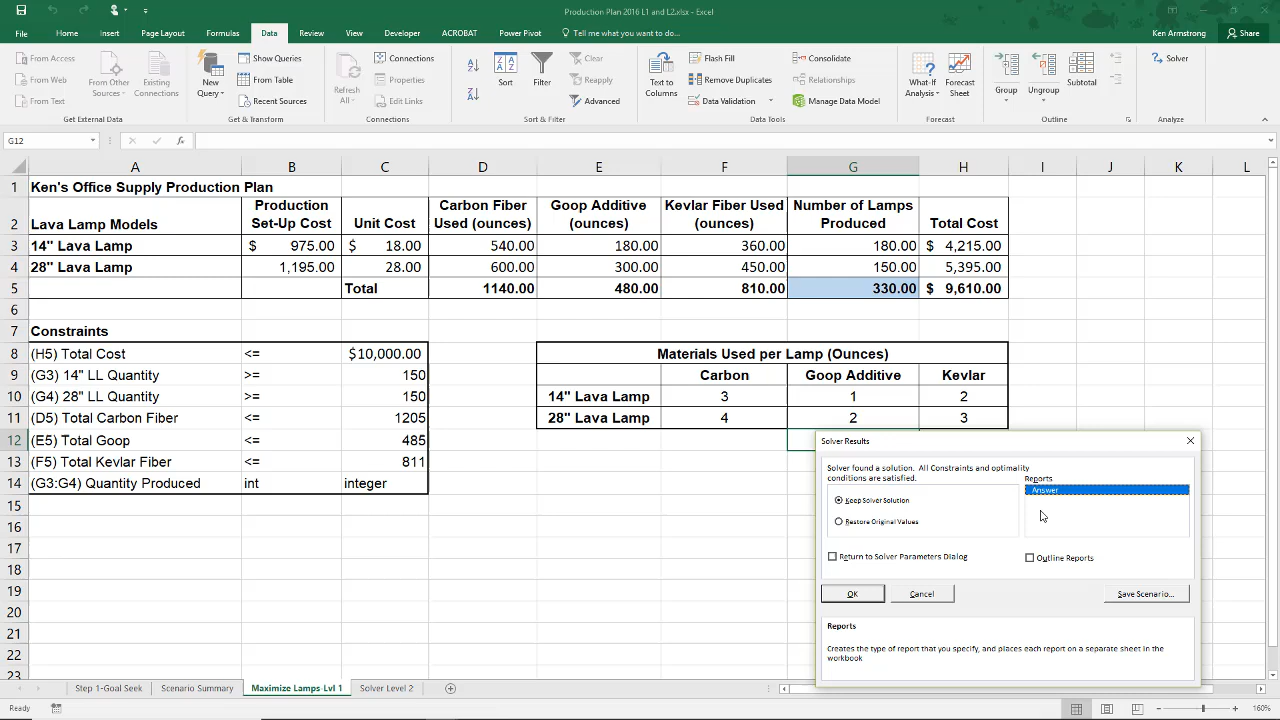 Production Plan 2016 L1 and L2.xlsx - Excel
File Home Insert Page Layout Formulas Data Review View Developer ACROBAT Power Pivot Tell me what you want to do... Ken Armstrong Share
From Access
From Web
From Text
From Other Sources
Existing Connections
Get External Data
New Query
Show Queries
From Table
Recent Sources
Get & Transform
Refresh All
Connections
Properties
Edit Links
Connections
Sort
Filter
Clear
Reapply
Advanced
Sort & Filter
Text to Columns
Flash Fill
Remove Duplicates
Data Validation
Consolidate
Relationships
Manage Data Model
Data Tools
What-If Analysis
Forecast Sheet
Forecast
Group
Ungroup
Subtotal
Outline
Solver
Analyze
G12 fx
A B C D E F G H I J K L
1 Ken's Office Supply Production Plan
Production Carbon Fiber Goop Additive Kevlar Fiber Used Number of Lamps
2 Lava Lamp Models Set-Up Cost Unit Cost Used (ounces) (ounces) (ounces) Produced Total Cost
3 14" Lava Lamp $ 975.00 $ 18.00 540.00 180.00 360.00 180.00 $ 4,215.00
4 28" Lava Lamp 1,195.00 28.00 600.00 300.00 450.00 150.00 5,395.00
5 Total 1140.00 480.00 810.00 330.00 $ 9,610.00
6
7 Constraints
8 (H5) Total Cost <= $10,000.00 Materials Used per Lamp (Ounces)
9 (G3) 14" LL Quantity >= 150 Carbon Goop Additive Kevlar
10 (G4) 28" LL Quantity >= 150 14" Lava Lamp 3 1 2
11 (D5) Total Carbon Fiber <= 1205 28" Lava Lamp 4 2 3
12 (E5) Total Goop <= 485
13 (F5) Total Kevlar Fiber <= 811
14 (G3:G4) Quantity Produced int integer
15
16
17
18
19
20
21
22
23
Solver Results
Solver found a solution. All Constraints and optimality
conditions are satisfied.
Reports
Answer
Keep Solver Solution
Restore Original Values
Return to Solver Parameters Dialog
Outline Reports
OK Cancel Save Scenario...
Reports
Creates the type of report that you specify, and places each report on a separate sheet in the
workbook
Step 1-Goal Seek Scenario Summary Maximize Lamps-Lvl 1 Solver Level 2
Ready 160%